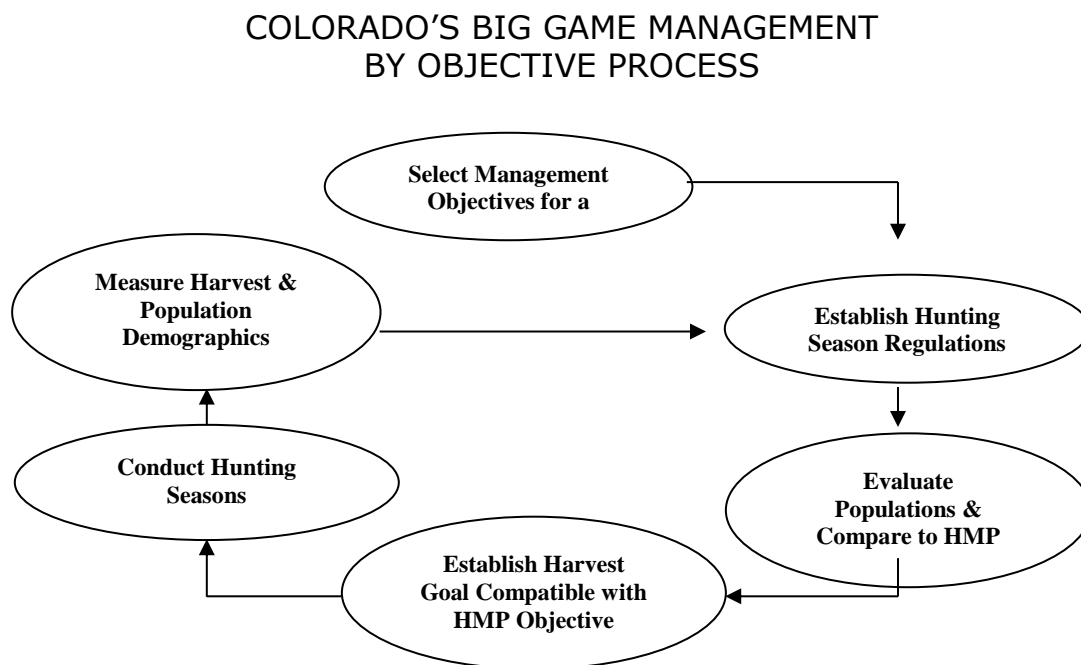 COLORADO’S BIG GAME MANAGEMENT
BY OBJECTIVE PROCESS
Select Management
Objectives for a
Measure Harvest &
Population
Demographics
Establish Hunting
Season Regulations
Conduct Hunting
Seasons
Evaluate
Populations &
Compare to HMP
Establish Harvest
Goal Compatible with
HMP Objective